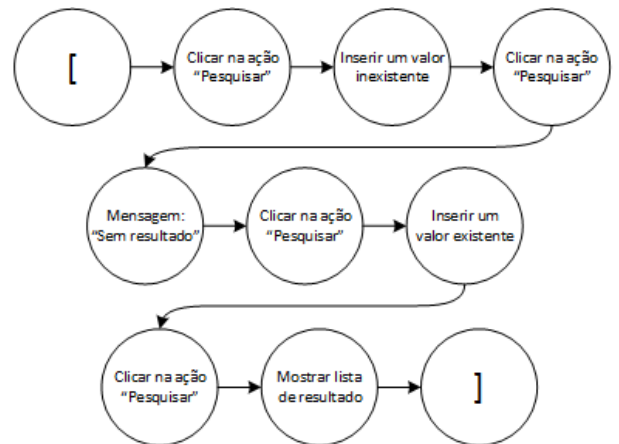 [
Clicar na ação
“Pesquisar”
Inserir um valor
inexistente
Clicar na ação
“Pesquisar”
Mensagem:
“Sem resultado”
Clicar na ação
“Pesquisar”
Inserir um
valor existente
Clicar na ação
“Pesquisar”
Mostrar lista
de resultado
]